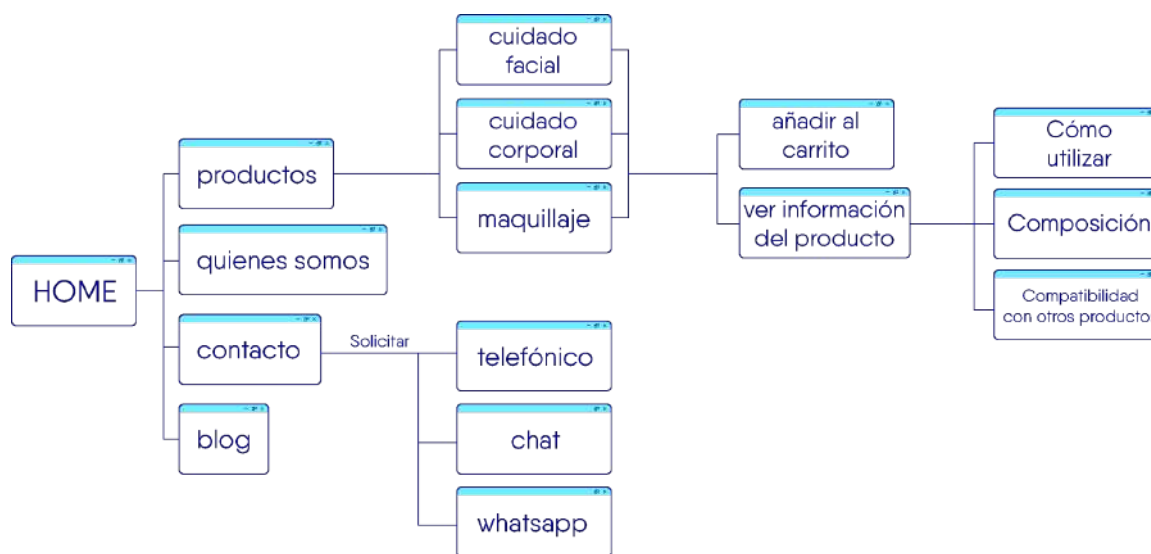 HOME
productos
quienes somos
contacto
blog
cuidado
facial
cuidado
corporal
maquillaje
Solicitar
telefónico
chat
whatsapp
añadir al
carrito
ver información
del producto
Cómo
utilizar
Composición
Compatibilidad
con otros producto